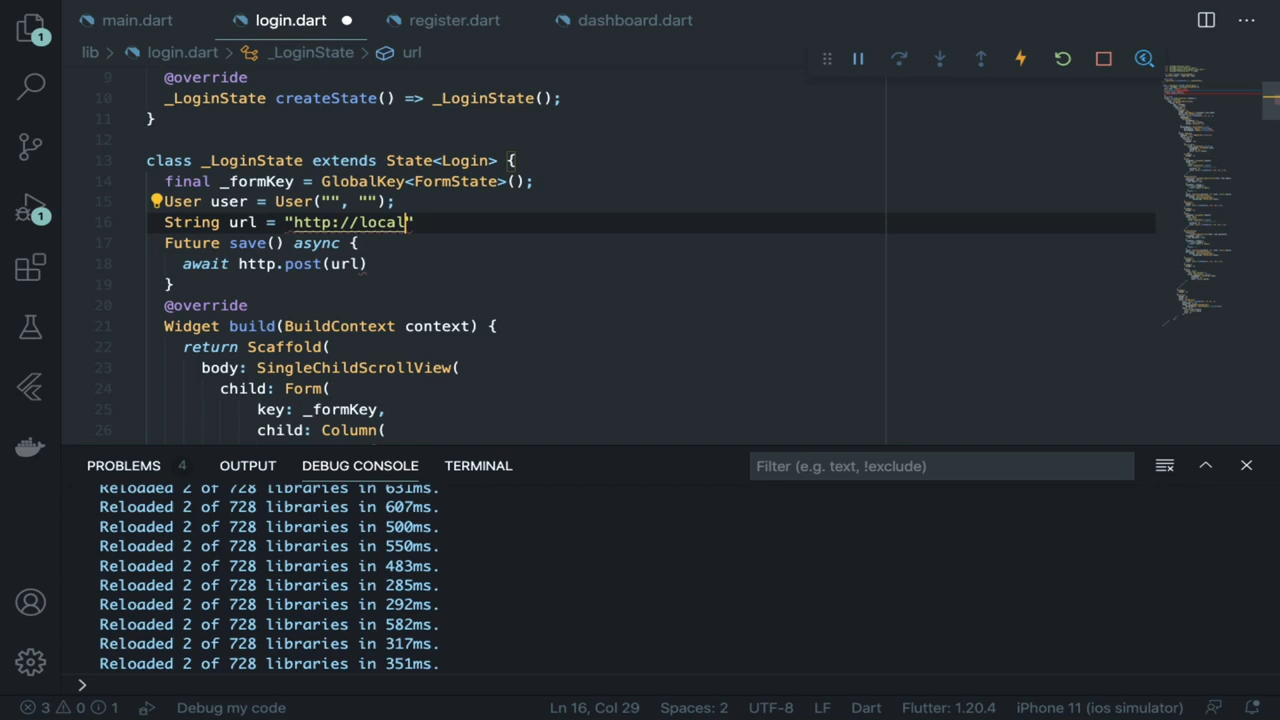 main.dart login.dart register.dart dashboard.dart
lib > login.dart > _LoginState > url
9 @override
10 _LoginState createState() => _LoginState();
11 }
12
13 class _LoginState extends State<Login> {
14 final _formKey = GlobalKey<FormState>();
15 User user = User("", "");
16 String url = "http://local"
17 Future save() async {
18 await http.post(url)
19 }
20 @override
21 Widget build(BuildContext context) {
22 return Scaffold(
23 body: SingleChildScrollView(
24 child: Form(
25 key: _formKey,
26 child: Column(
1
1
PROBLEMS 4 OUTPUT DEBUG CONSOLE TERMINAL Filter (e.g. text, !exclude)
Reloaded 2 of 728 libraries in 631ms.
Reloaded 2 of 728 libraries in 607ms.
Reloaded 2 of 728 libraries in 500ms.
Reloaded 2 of 728 libraries in 550ms.
Reloaded 2 of 728 libraries in 483ms.
Reloaded 2 of 728 libraries in 285ms.
Reloaded 2 of 728 libraries in 292ms.
Reloaded 2 of 728 libraries in 582ms.
Reloaded 2 of 728 libraries in 317ms.
Reloaded 2 of 728 libraries in 351ms.
>
3 0 1 Debug my code Ln 16, Col 29 Spaces: 2 UTF-8 LF Dart Flutter: 1.20.4 iPhone 11 (ios simulator)